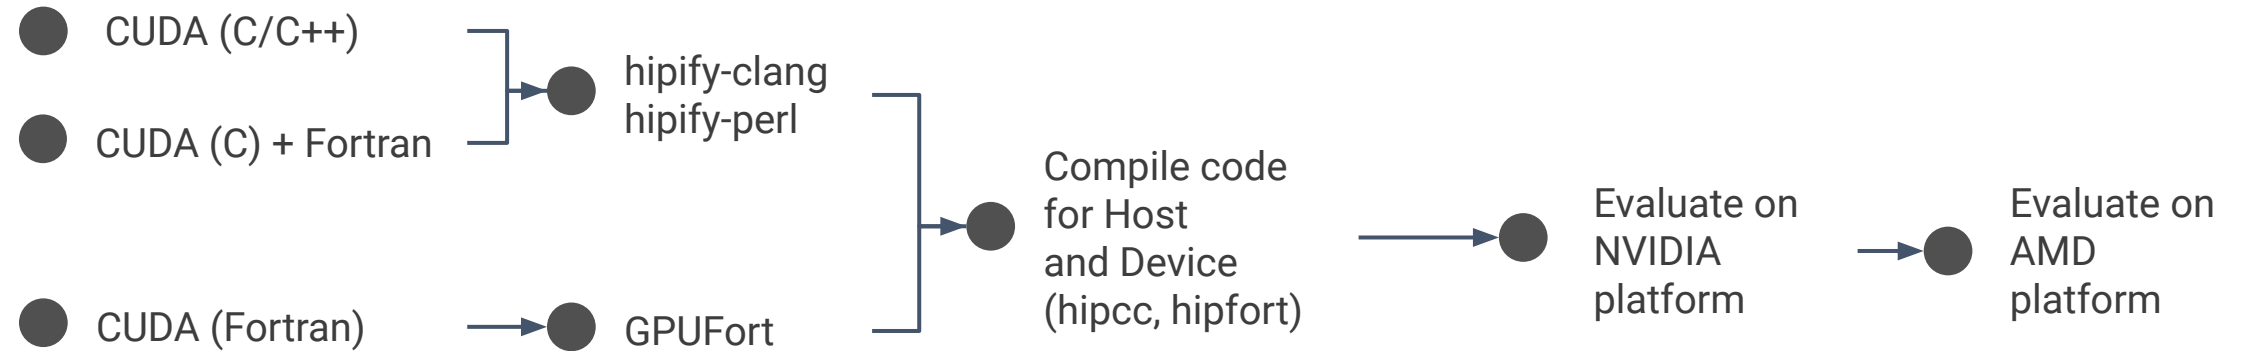 CUDA (C/C++)
CUDA (C) + Fortran
CUDA (Fortran)
hipify-clang
hipify-perl
GPUFort
Compile code
for Host
and Device
(hipcc, hipfort)
Evaluate on
NVIDIA
platform
Evaluate on
AMD
platform